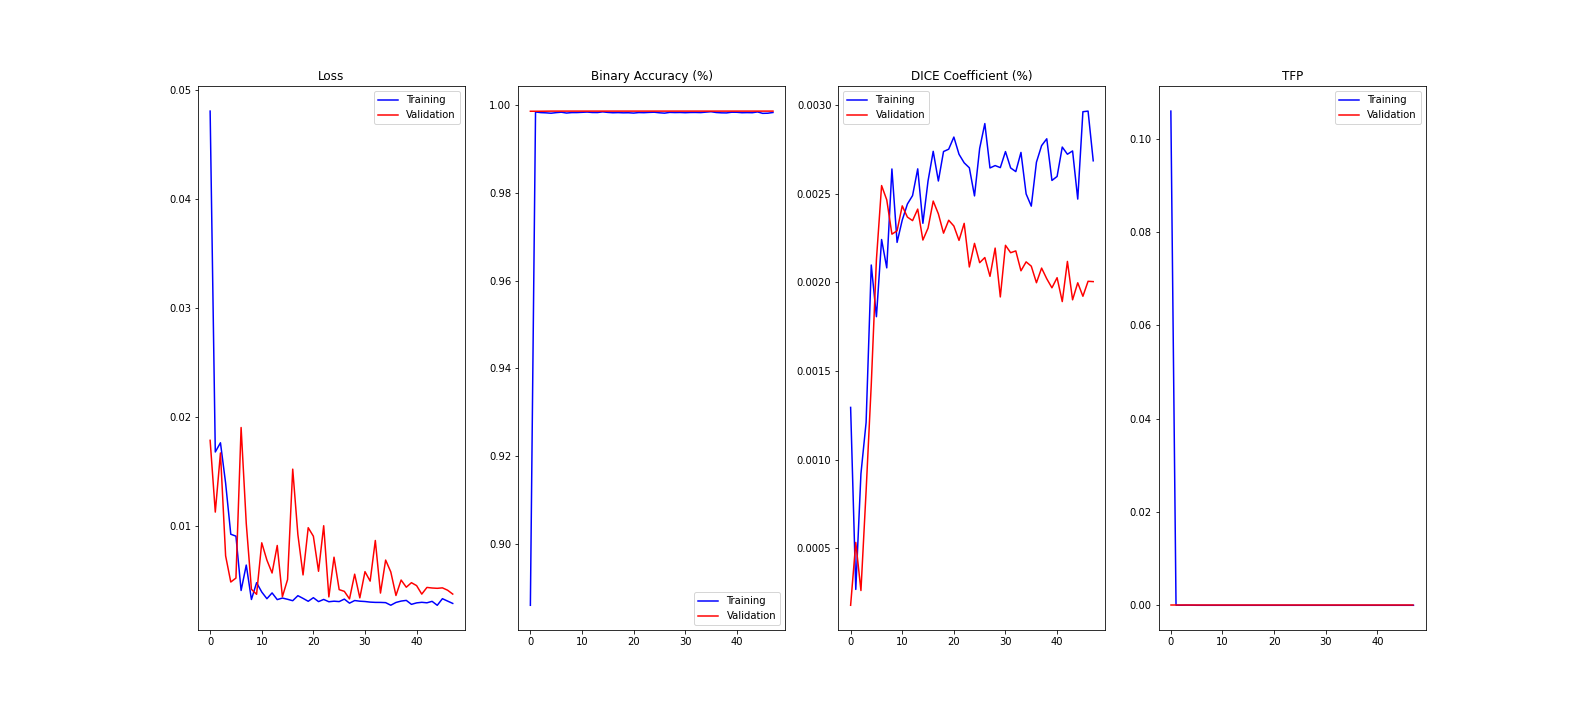 Loss
Training
Validation
0.05
0.04
0.03
0.02
0.01
0 10 20 30 40
Binary Accuracy (%)
1.00
0.98
0.96
0.94
0.92
0.90
Training
Validation
0 10 20 30 40
DICE Coefficient (%)
Training
Validation
0.0030
0.0025
0.0020
0.0015
0.0010
0.0005
0 10 20 30 40
TFP
Training
Validation
0.10
0.08
0.06
0.04
0.02
0.00
0 10 20 30 40